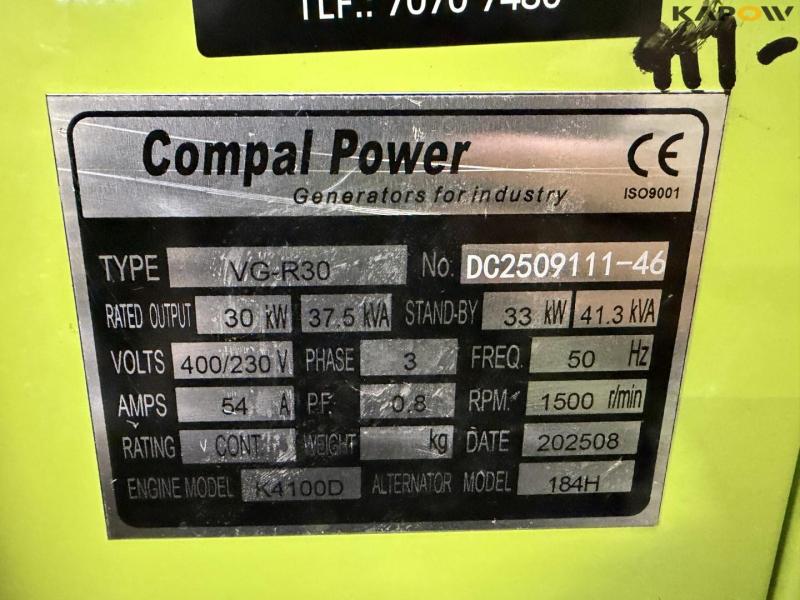 TLF.: 7070 7480
KAPOW
Compal Power
CE
Generators for industry
ISO9001
TYPE VG-R30 No: DC2509111-46
RATED OUTPUT 30 kW 37.5 kVA STAND-BY 33 kW 41.3 kVA
VOLTS 400/230 V PHASE 3 FREQ. 50 Hz
AMPS 54 A P.F. 0.8 RPM. 1500 r/min
RATING CONT WEIGHT kg DATE 202508
ENGINE MODEL K4100D ALTERNATOR MODEL 184H